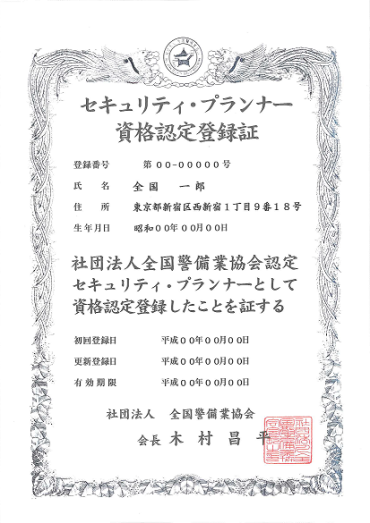 セキュリティ・プランナー
資格認定登録証
登録番号 第００-０００００号
氏名 全国 一郎
住所 東京都新宿区西新宿１丁目９番１８号
生年月日 昭和００年００月００日
社団法人全国警備業協会認定
セキュリティ・プランナーとして
資格認定登録したことを証する
初回登録日 平成００年００月００日
更新登録日 平成００年００月００日
有効期限 平成００年００月００日
社団法人 全国警備業協会
会長 木村昌平